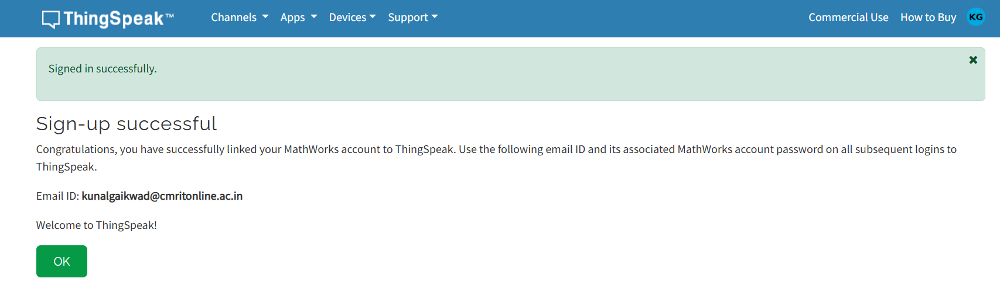 ThingSpeak™ Channels Apps Devices Support Commercial Use How to Buy KG
Signed in successfully.
Sign-up successful
Congratulations, you have successfully linked your MathWorks account to ThingSpeak. Use the following email ID and its associated MathWorks account password on all subsequent logins to
ThingSpeak.
Email ID: kunalgaikwad@cmritonline.ac.in
Welcome to ThingSpeak!
OK